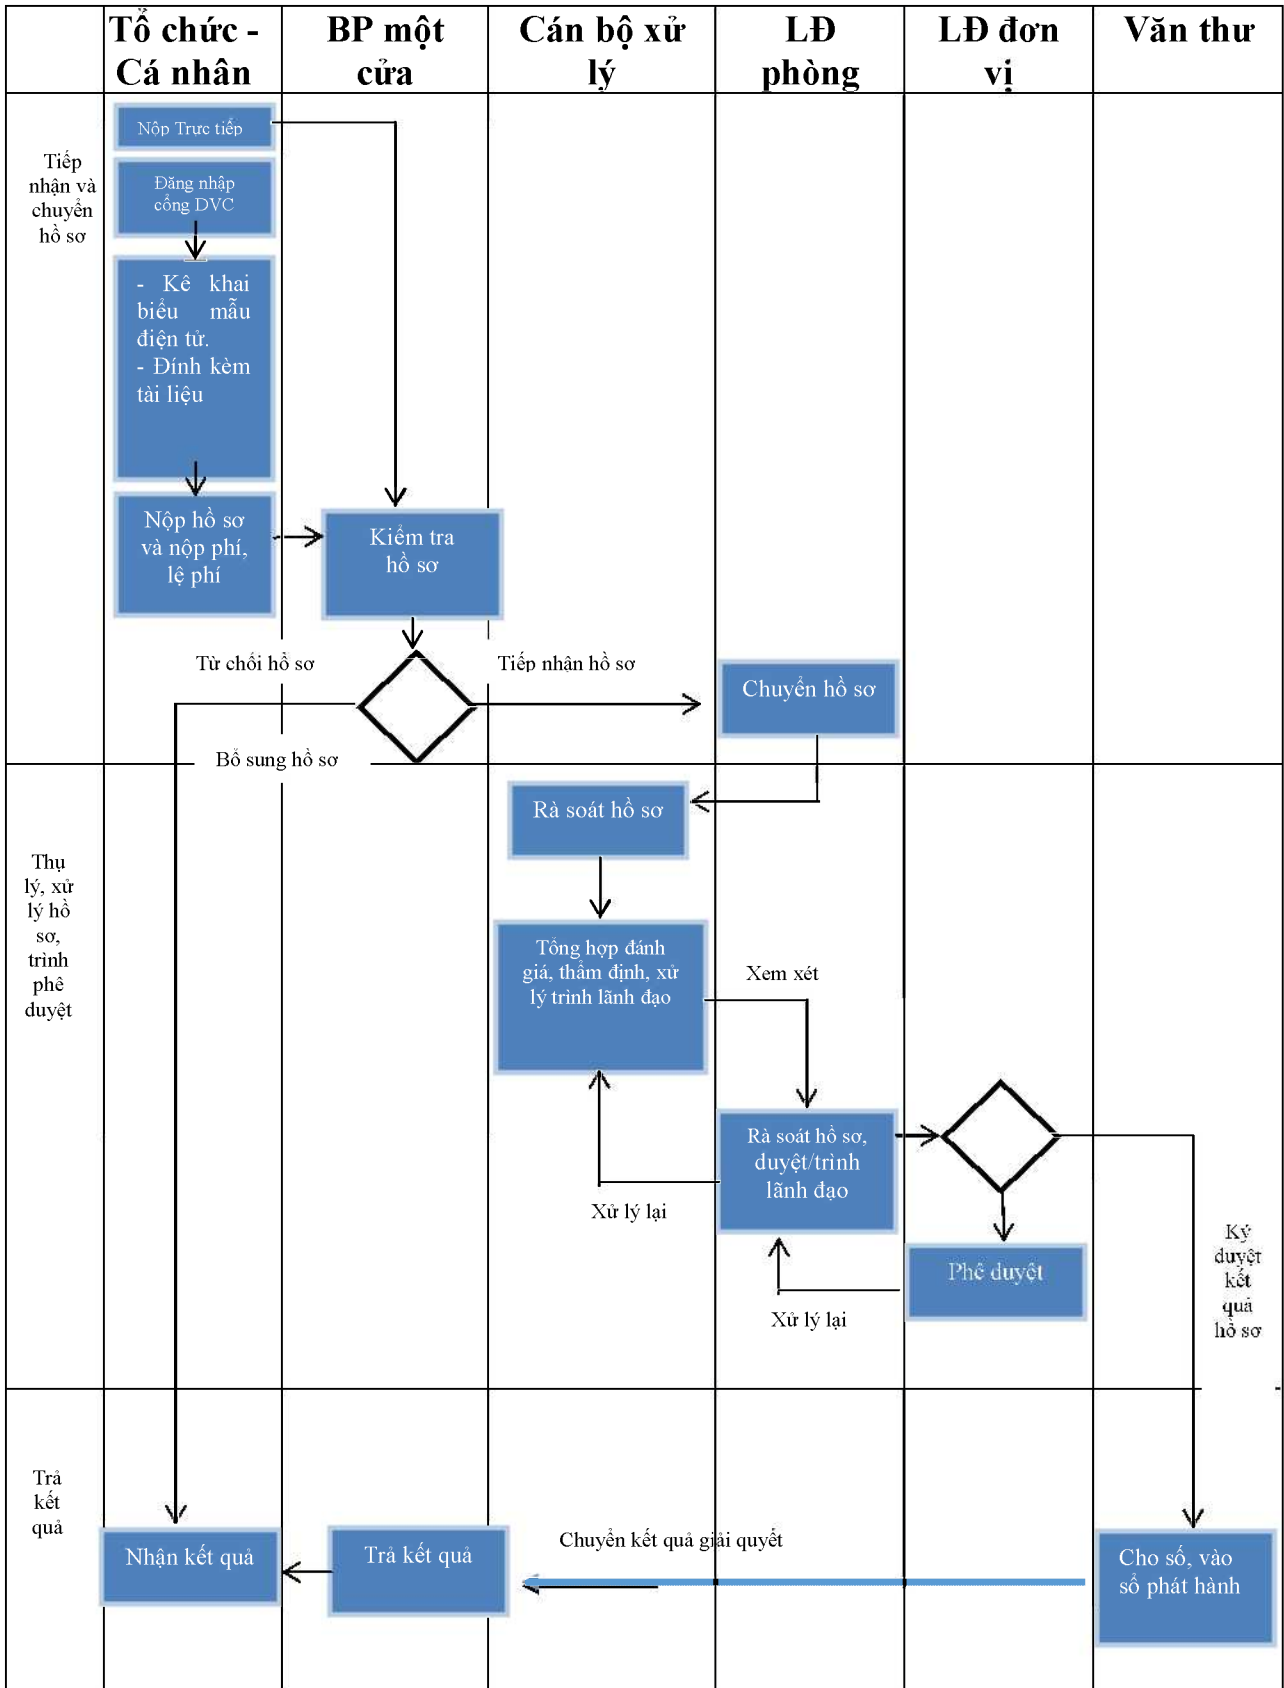 Tổ chức -
Cá nhân
BP một
cửa
Cán bộ xử
lý
LĐ
phòng
LĐ đơn
vị
Văn thư
Tiếp
nhận và
chuyển
hồ sơ
Nộp Trực tiếp
Đăng nhập
cổng DVC
- Kê khai
biểu mẫu
điện tử.
- Đính kèm
tài liệu
Nộp hồ sơ
và nộp phí,
lệ phí
Kiểm tra
hồ sơ
Từ chối hồ sơ
Tiếp nhận hồ sơ
Chuyển hồ sơ
Bổ sung hồ sơ
Thụ
lý, xử
lý hồ
sơ,
trình
phê
duyệt
Rà soát hồ sơ
Tổng hợp đánh
giá, thẩm định, xử
lý trình lãnh đạo
Xem xét
Rà soát hồ sơ,
duyệt/trình
lãnh đạo
Xử lý lại
Phê duyệt
Xử lý lại
Ký
duyệt
kết
quả
hồ sơ
Trả
kết
quả
Nhận kết quả
Trả kết quả
Chuyển kết quả giải quyết
Cho số, vào
sổ phát hành